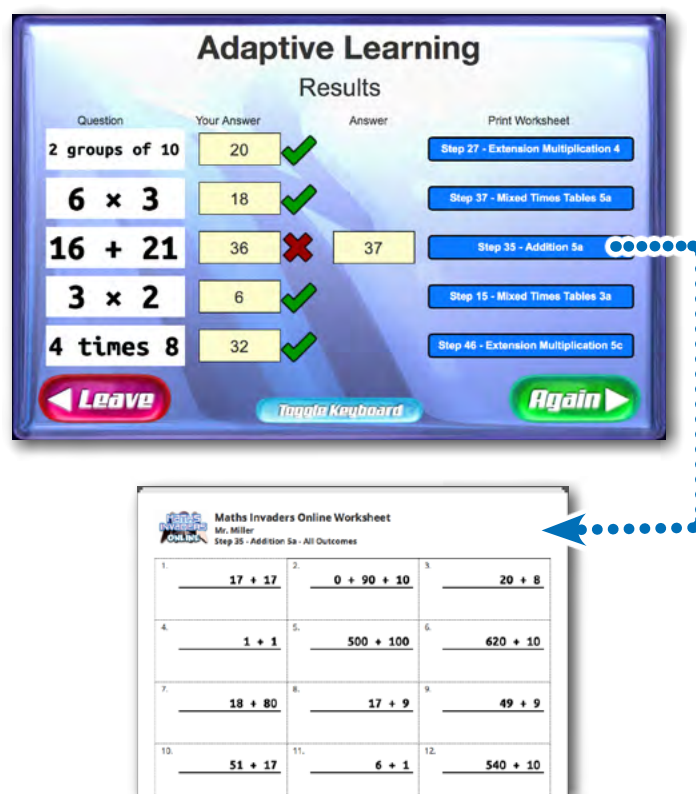 Adaptive Learning
Results
Question Your Answer Answer Print Worksheet
2 groups of 10 20 Step 27 - Extension Multiplication 4
6 × 3 18 Step 37 - Mixed Times Tables 5a
16 + 21 36 37 Step 35 - Addition 5a
3 × 2 6 Step 15 - Mixed Times Tables 3a
4 times 8 32 Step 46 - Extension Multiplication 5c
Leave Toggle Keyboard Again
MATHS INVADERS ONLINE
Maths Invaders Online Worksheet
Mr. Miller
Step 35 - Addition 5a - All Outcomes
1. 2. 3.
17 + 17 0 + 90 + 10 20 + 8
4. 5. 6.
1 + 1 500 + 100 620 + 10
7. 8. 9.
18 + 80 17 + 9 49 + 9
10. 11. 12.
51 + 17 6 + 1 540 + 10